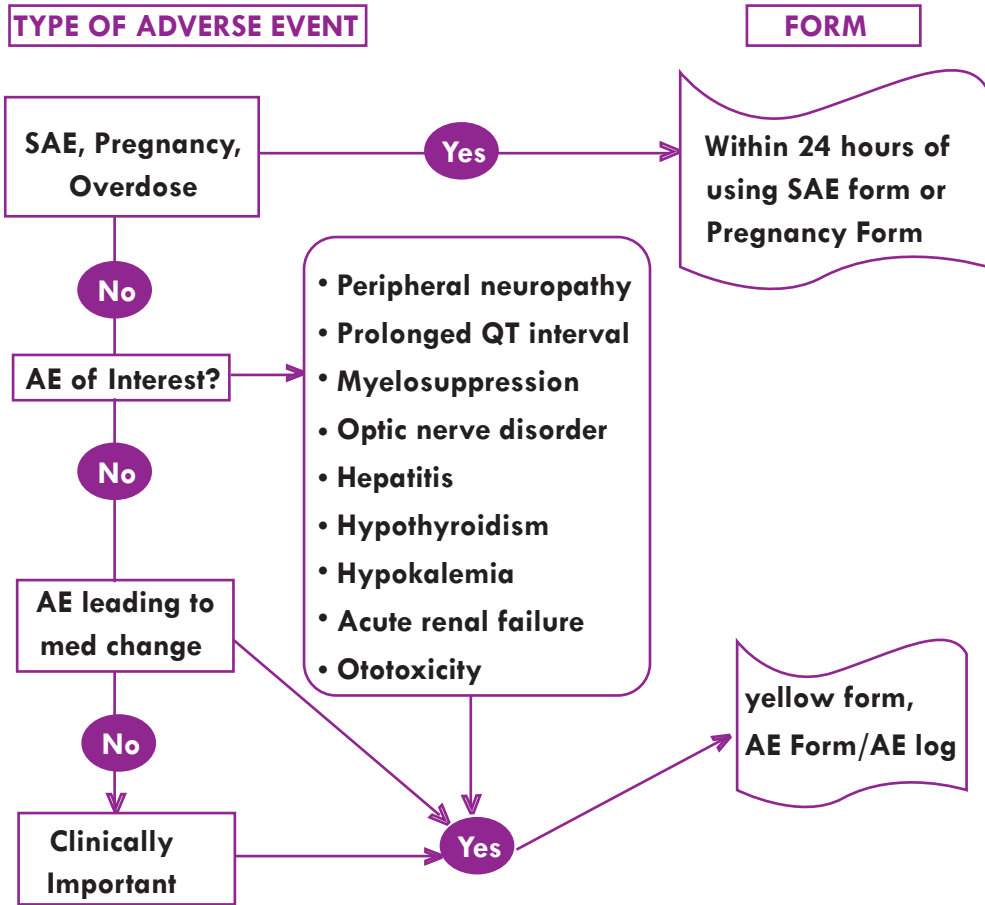 TYPE OF ADVERSE EVENT
FORM
SAE, Pregnancy,
Overdose
Yes
Within 24 hours of
using SAE form or
Pregnancy Form
No
AE of Interest?
• Peripheral neuropathy
• Prolonged QT interval
• Myelosuppression
• Optic nerve disorder
• Hepatitis
• Hypothyroidism
• Hypokalemia
• Acute renal failure
• Ototoxicity
No
AE leading to
med change
No
Clinically
Important
Yes
yellow form,
AE Form/AE log